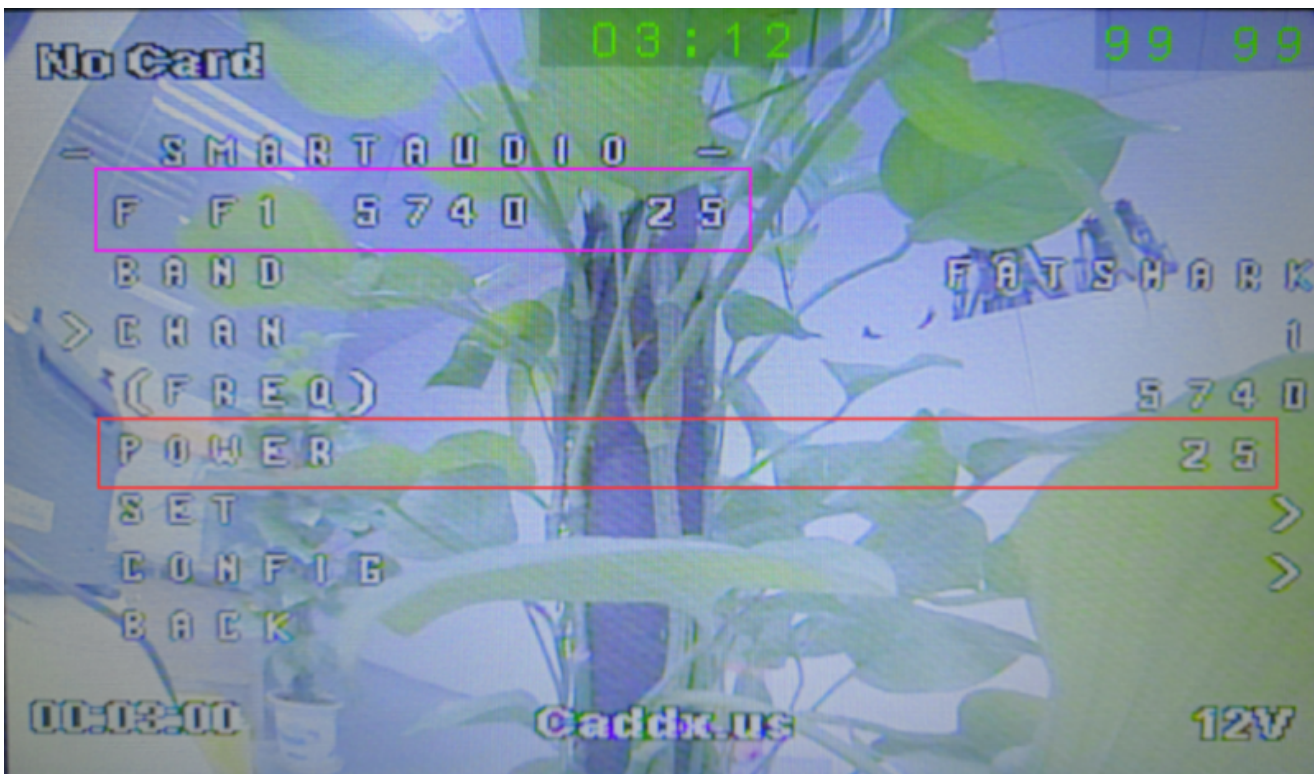 No Card 03:12 99 99
- SMARTAUDIO -
F F1 5740 25
BAND FATSHARK
> CHAN 1
(FREQ) 5740
POWER 25
SET >
CONFIG >
BACK
00:03:00 Caddx.us 12V